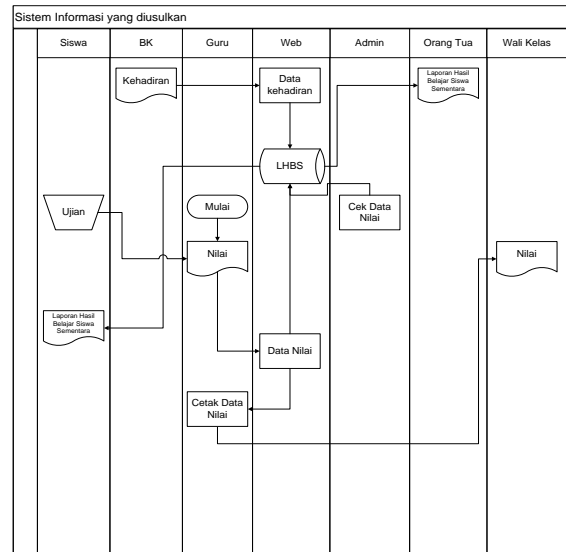 Sistem Informasi yang diusulkan
Siswa
BK
Guru
Web
Admin
Orang Tua
Wali Kelas
Kehadiran
Data
kehadiran
Laporan Hasil
Belajar Siswa
Sementara
LHBS
Ujian
Mulai
Cek Data
Nilai
Nilai
Nilai
Laporan Hasil
Belajar Siswa
Sementara
Data Nilai
Cetak Data
Nilai